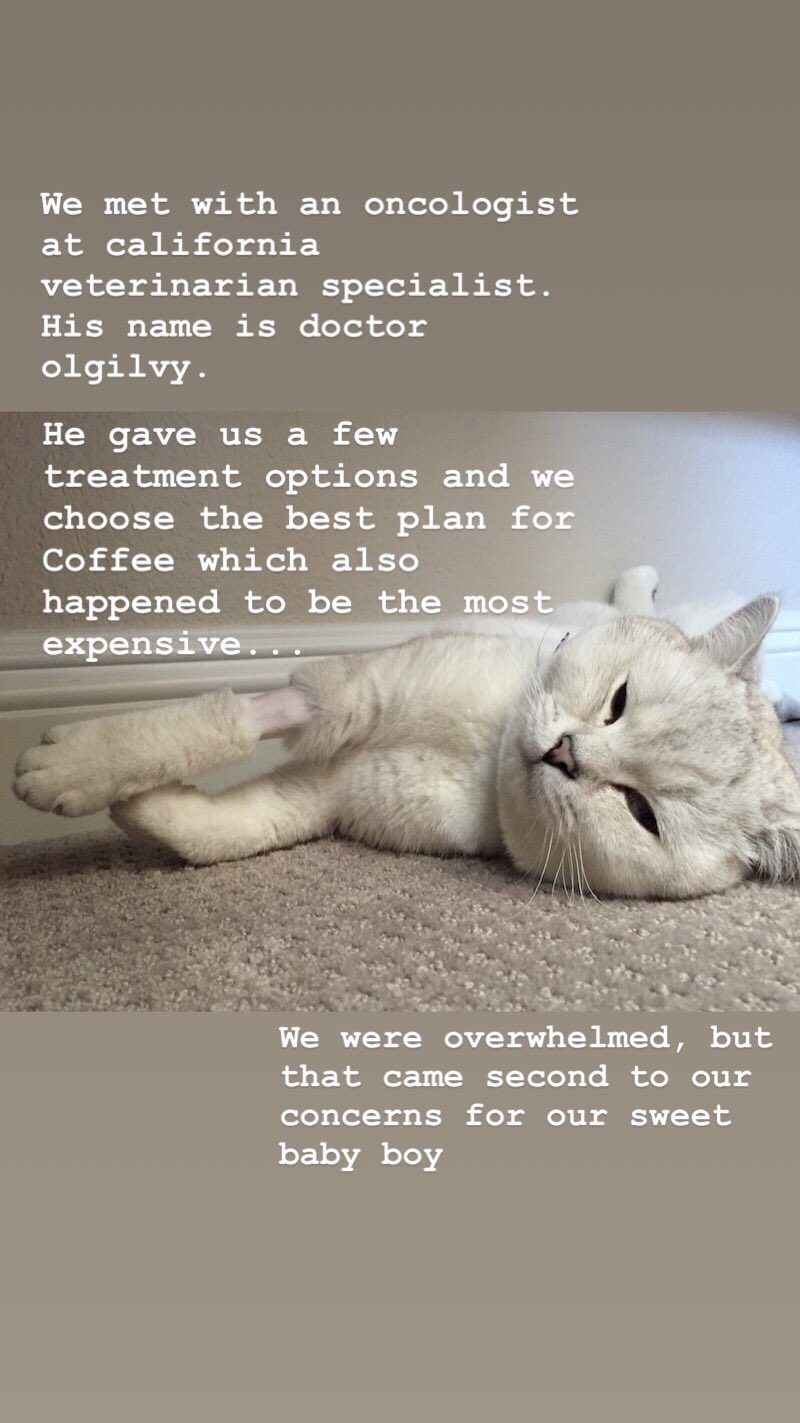 We met with an oncologist
at california
veterinarian specialist.
His name is doctor
olgilvy.
He gave us a few
treatment options and we
choose the best plan for
Coffee which also
happened to be the most
expensive...
We were overwhelmed, but
that came second to our
concerns for our sweet
baby boy